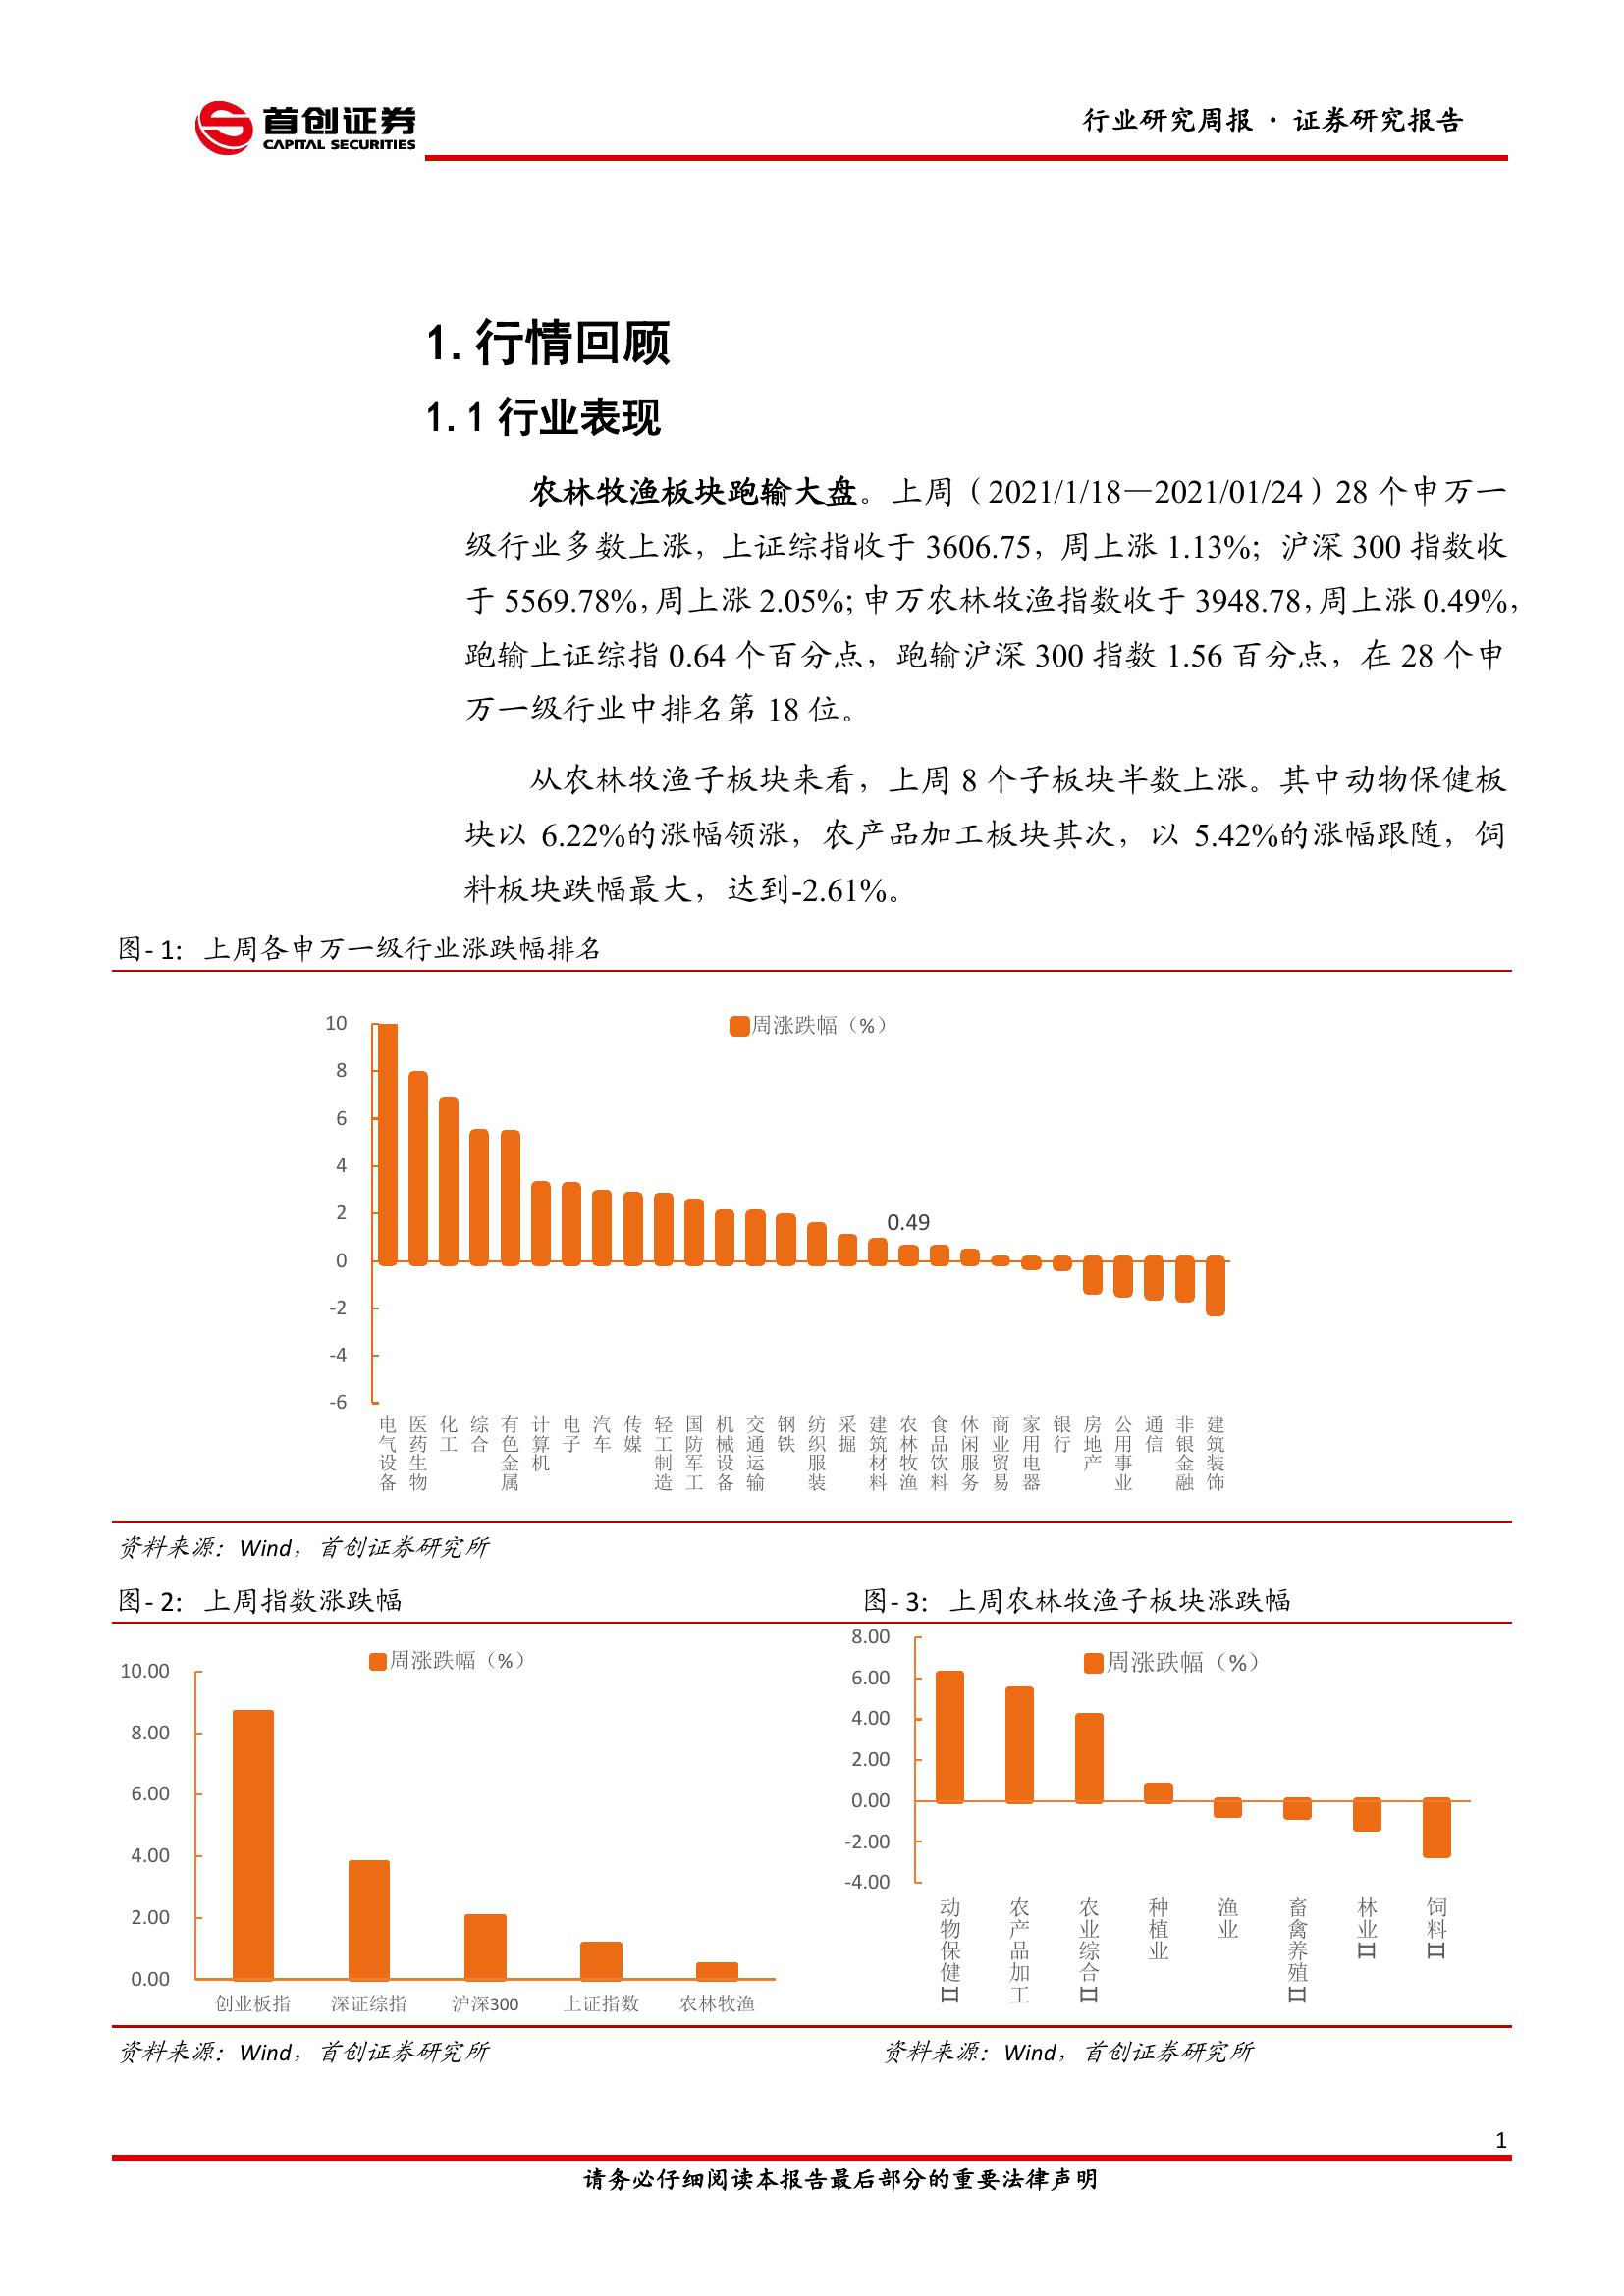 首创证券
CAPITAL SECURITIES
行业研究周报 · 证券研究报告
1.行情回顾
1.1 行业表现
农林牧渔板块跑输大盘。上周（2021/1/18—2021/01/24）28 个申万一
级行业多数上涨，上证综指收于 3606.75，周上涨 1.13%；沪深 300 指数收
于 5569.78%，周上涨 2.05%；申万农林牧渔指数收于 3948.78，周上涨 0.49%，
跑输上证综指 0.64 个百分点，跑输沪深 300 指数 1.56 百分点，在 28 个申
万一级行业中排名第 18 位。
从农林牧渔子板块来看，上周 8 个子板块半数上涨。其中动物保健板
块以 6.22%的涨幅领涨，农产品加工板块其次，以 5.42%的涨幅跟随，饲
料板块跌幅最大，达到-2.61%。
图- 1： 上周各申万一级行业涨跌幅排名
周涨跌幅（%）
10
8
6
4
2
0
-2
-4
-6
0.49
电气设备
医药生物
化工
综合
有色金属
计算机
电子
汽车
传媒
轻工制造
国防军工
机械设备
交通运输
钢铁
纺织服装
采掘
建筑材料
农林牧渔
食品饮料
休闲服务
商业贸易
家用电器
银行
房地产
公用事业
通信
非银金融
建筑装饰
资料来源：Wind，首创证券研究所
图- 2： 上周指数涨跌幅
周涨跌幅（%）
10.00
8.00
6.00
4.00
2.00
0.00
创业板指
深证综指
沪深300
上证指数
农林牧渔
资料来源：Wind，首创证券研究所
图- 3： 上周农林牧渔子板块涨跌幅
周涨跌幅（%）
8.00
6.00
4.00
2.00
0.00
-2.00
-4.00
动物保健Ⅱ
农产品加工
农业综合Ⅱ
种植业
渔业
畜禽养殖Ⅱ
林业Ⅱ
饲料Ⅱ
资料来源：Wind，首创证券研究所
1
请务必仔细阅读本报告最后部分的重要法律声明